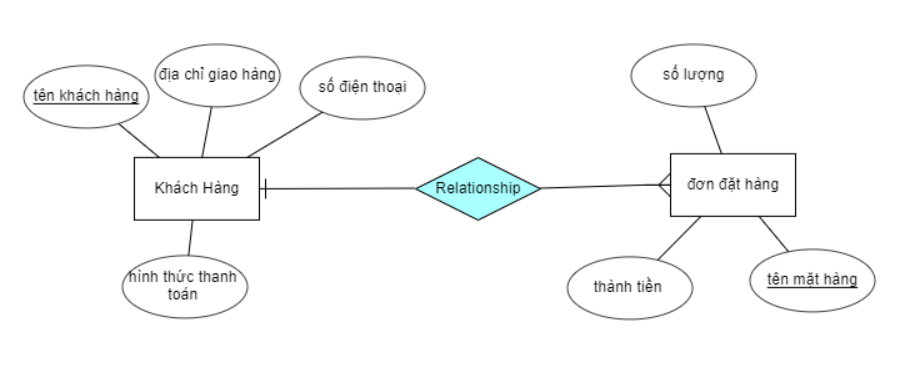 tên khách hàng
địa chỉ giao hàng
số điện thoại
số lượng
Khách Hàng
Relationship
đơn đặt hàng
hình thức thanh
toán
thành tiền
tên mặt hàng